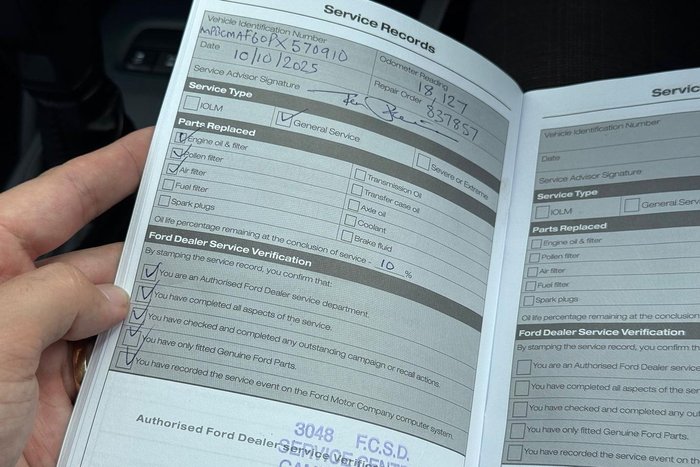 Service Records
Vehicle Identification Number
Date 10/10/2025
Odometer Reading 18,127
Repair Order 837857
Service Advisor Signature
Service Type
IOLM
General Service
Severe or Extreme
Parts Replaced
Engine oil & filter
Pollen filter
Air filter
Fuel filter
Spark plugs
Transmission Oil
Transfer case oil
Axle oil
Coolant
Brake fluid
Oil life percentage remaining at the conclusion of service - 10 %
Ford Dealer Service Verification
By stamping the service record, you confirm that:
You are an Authorised Ford Dealer service department.
You have completed all aspects of the service.
You have checked and completed any outstanding campaign or recall actions.
You have only fitted Genuine Ford Parts.
You have recorded the service event on the Ford Motor Company computer system.
Authorised Ford Dealer service
3048 F.C.S.D.
SERVICE
Servic
Vehicle Identification Number
Date
Service Advisor Signature
Service Type
IOLM
General Serv
Parts Replaced
Engine oil & filter
Pollen filter
Air filter
Fuel filter
Spark plugs
Oil life percentage remaining at the conclusion
Ford Dealer Service Verification
By stamping the service record, you confirm th
You are an Authorised Ford Dealer service
You have completed all aspects of the se
You have checked and completed any ou
You have only fitted Genuine Ford Parts.
You have recorded the service event on th